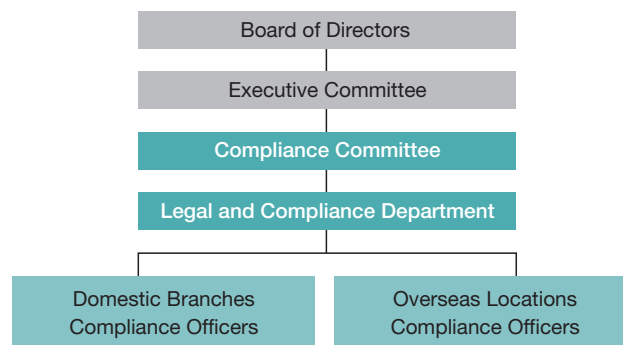 Board of Directors
Executive Committee
Compliance Committee
Legal and Compliance Department
Domestic Branches
Compliance Officers
Overseas Locations
Compliance Officers